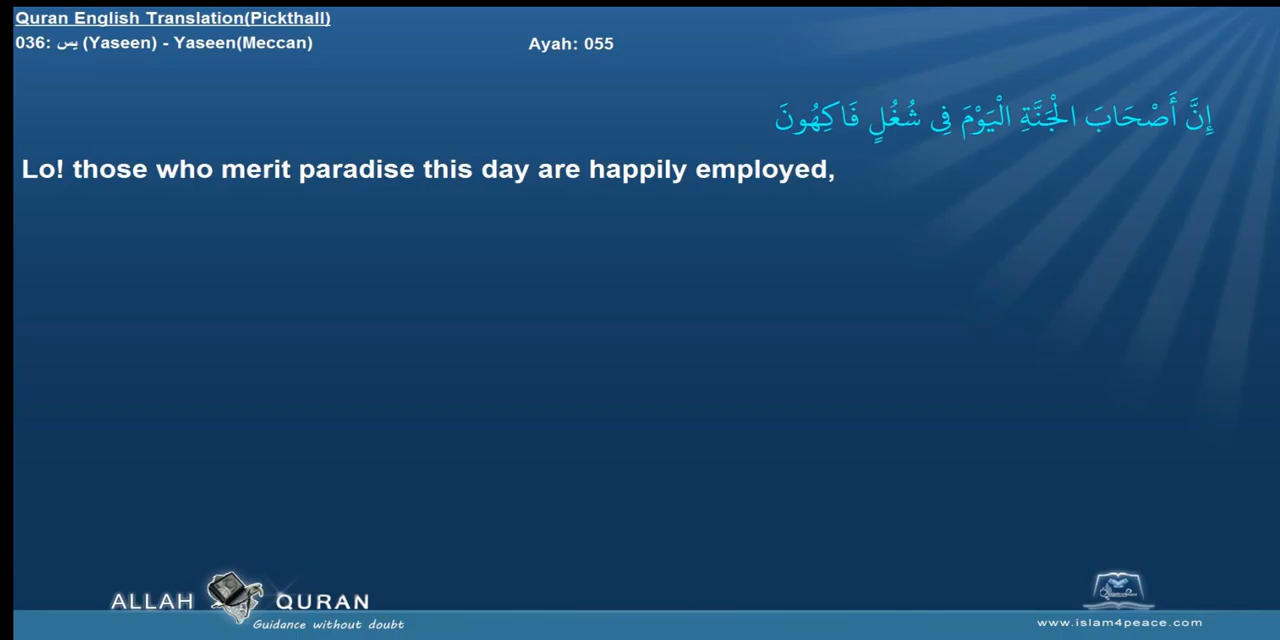 Quran English Translation(Pickthall)
036: يس (Yaseen) - Yaseen(Meccan) Ayah: 055
إِنَّ أَصْحَابَ الْجَنَّةِ الْيَوْمَ فِي شُغُلٍ فَاكِهُونَ
Lo! those who merit paradise this day are happily employed,
ALLAH QURAN
Guidance without doubt
www.islam4peace.com